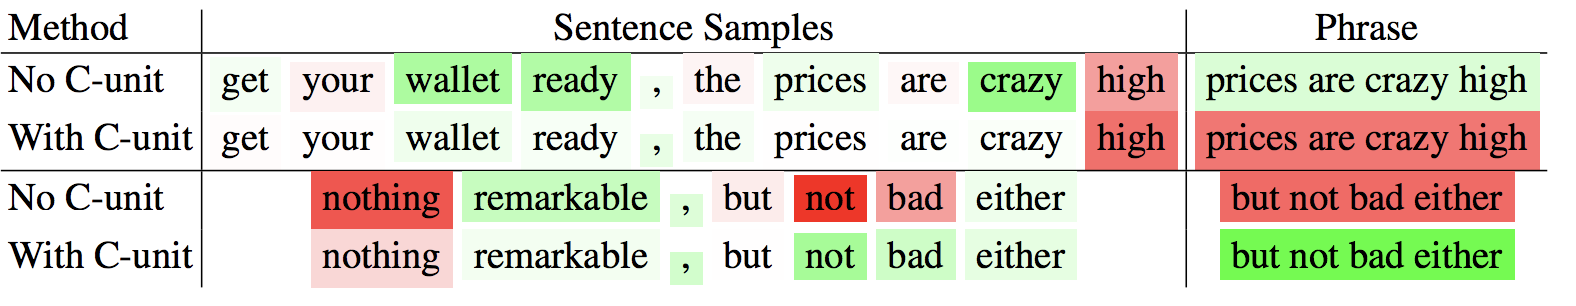 Method Sentence Samples Phrase
No C-unit get your wallet ready , the prices are crazy high prices are crazy high
With C-unit get your wallet ready , the prices are crazy high prices are crazy high
No C-unit nothing remarkable , but not bad either but not bad either
With C-unit nothing remarkable , but not bad either but not bad either